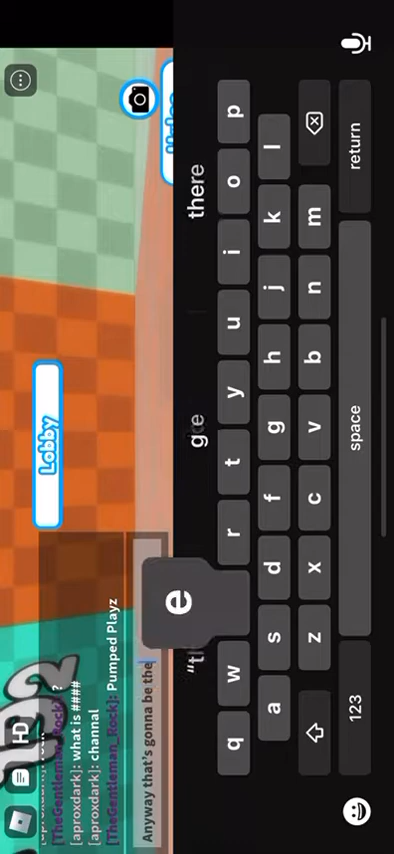 Lobby
HD
[TheGentleman_Rock]: ?
[aproxdark]: what is ####
[aproxdark]: channal
[TheGentleman_Rock]: Pumped Playz
Anyway that's gonna be the
there
q w e r t y u i o p
a s d f g h j k l
z x c v b n m
123 space return